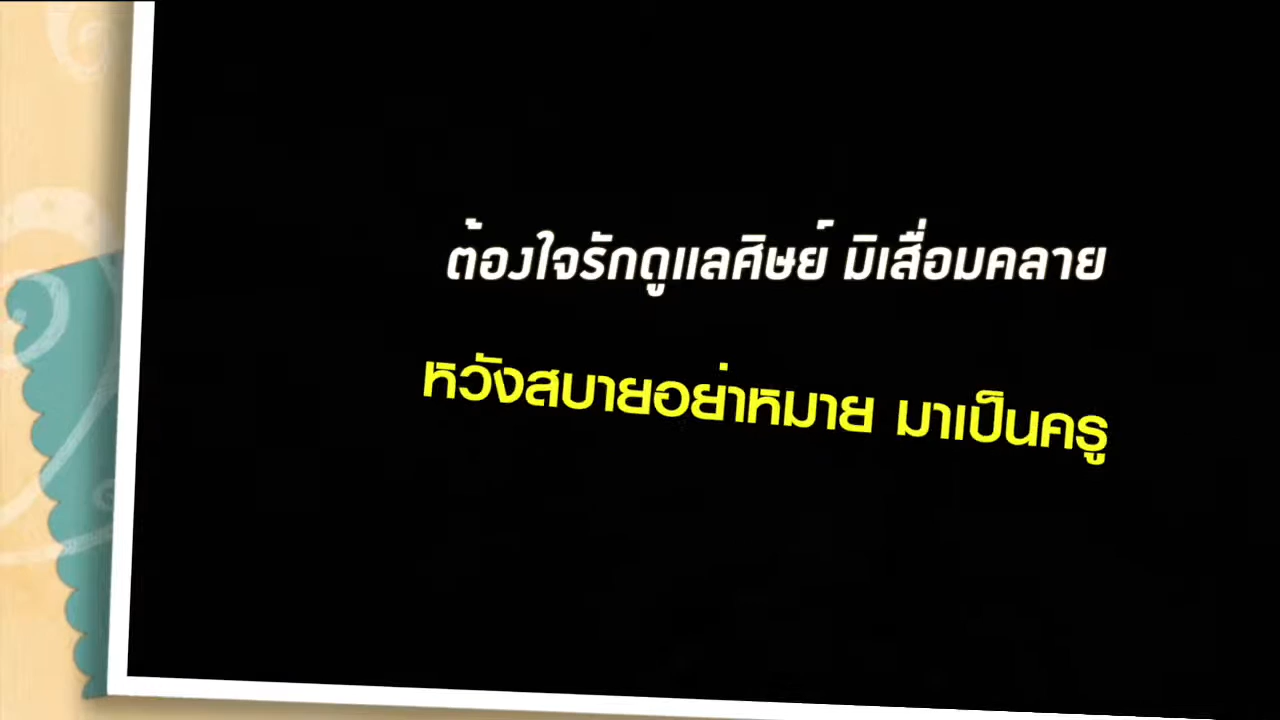 ต้องใจรักดูแลศิษย์ มิเสื่อมคลาย
หวังสบายอย่าหมาย มาเป็นครู